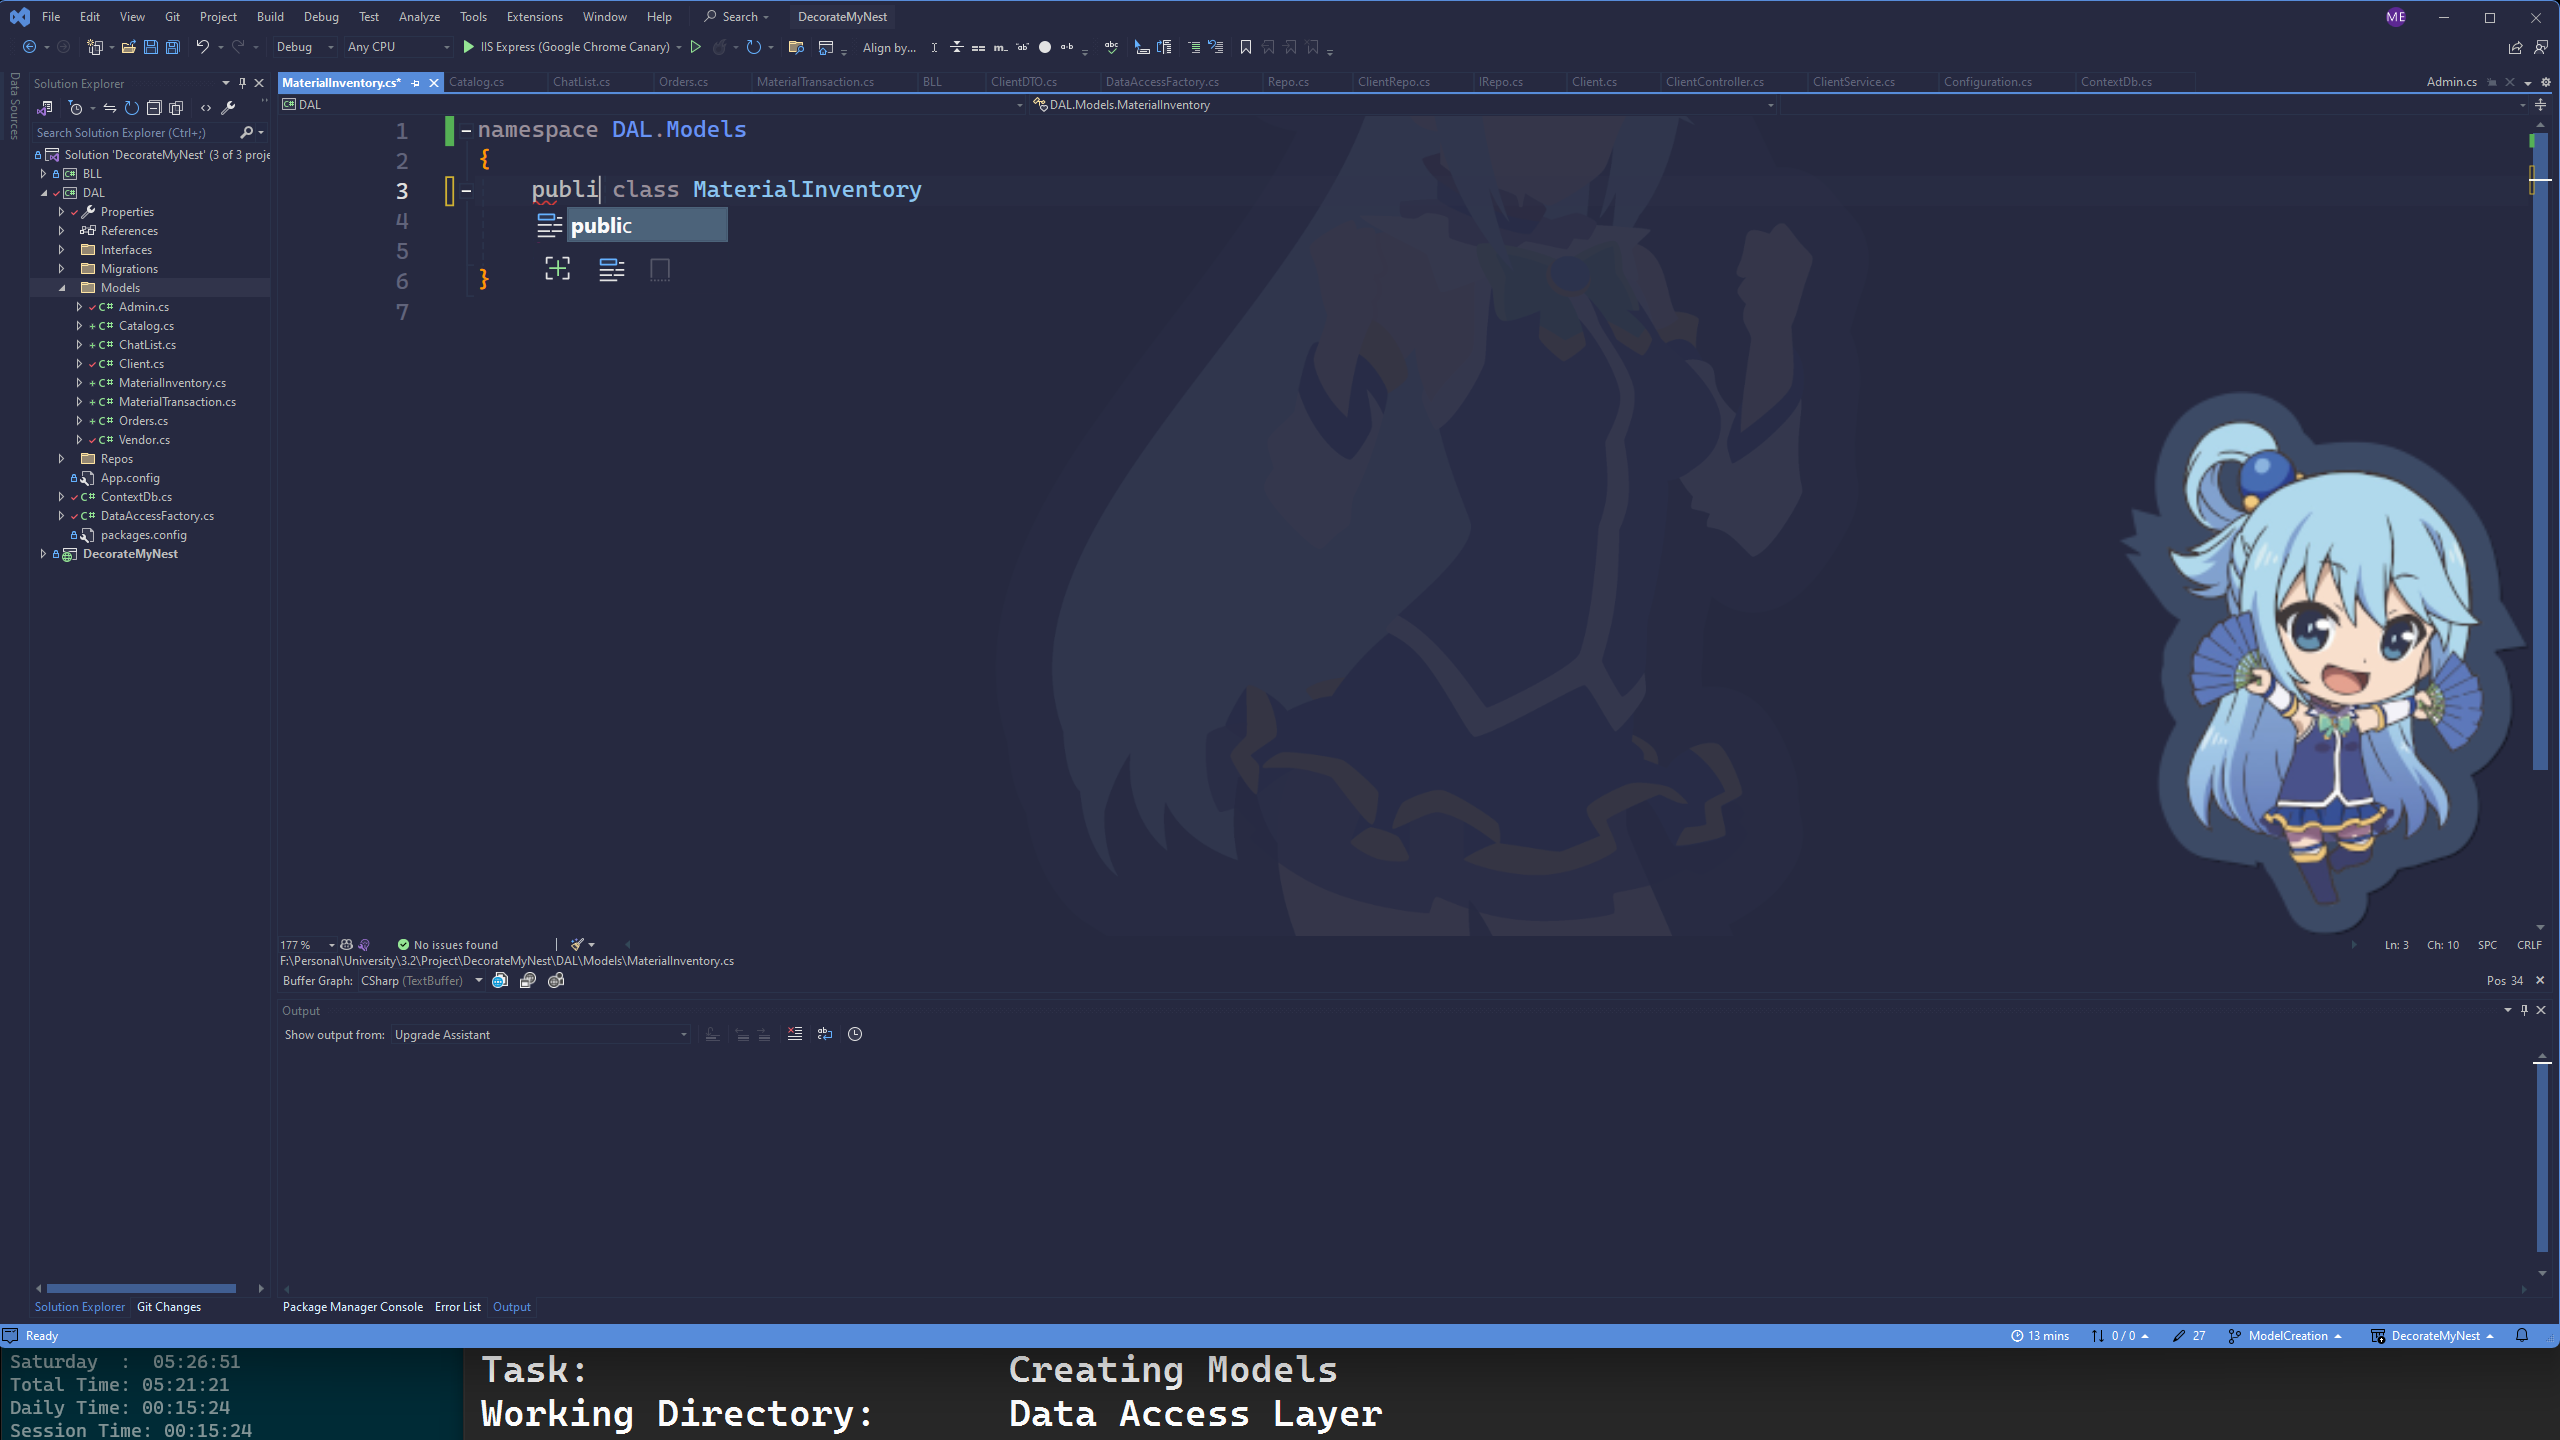 File Edit View Git Project Build Debug Test Analyze Tools Extensions Window Help Search DecorateMyNest ME
Debug Any CPU IIS Express (Google Chrome Canary) Align by...
Data Sources
Solution Explorer
Search Solution Explorer (Ctrl+;)
Solution 'DecorateMyNest' (3 of 3 proje
BLL
DAL
Properties
References
Interfaces
Migrations
Models
C# Admin.cs
C# Catalog.cs
C# ChatList.cs
C# Client.cs
C# MaterialInventory.cs
C# MaterialTransaction.cs
C# Orders.cs
C# Vendor.cs
Repos
App.config
C# ContextDb.cs
C# DataAccessFactory.cs
packages.config
DecorateMyNest
Solution Explorer Git Changes
MaterialInventory.cs* Catalog.cs ChatList.cs Orders.cs MaterialTransaction.cs BLL ClientDTO.cs DataAccessFactory.cs Repo.cs ClientRepo.cs IRepo.cs Client.cs ClientController.cs ClientService.cs Configuration.cs ContextDb.cs Admin.cs
DAL DAL.Models.MaterialInventory
1 namespace DAL.Models
2 {
3 publi class MaterialInventory
4 public
5
6 }
7
177 % No issues found Ln: 3 Ch: 10 SPC CRLF
F:\Personal\University\3.2\Project\DecorateMyNest\DAL\Models\MaterialInventory.cs
Buffer Graph: CSharp (TextBuffer) Pos 34
Output
Show output from: Upgrade Assistant
Package Manager Console Error List Output
Ready 13 mins 0 / 0 27 ModelCreation DecorateMyNest
Saturday : 05:26:51
Total Time: 05:21:21
Daily Time: 00:15:24
Session Time: 00:15:24
Task: Creating Models
Working Directory: Data Access Layer